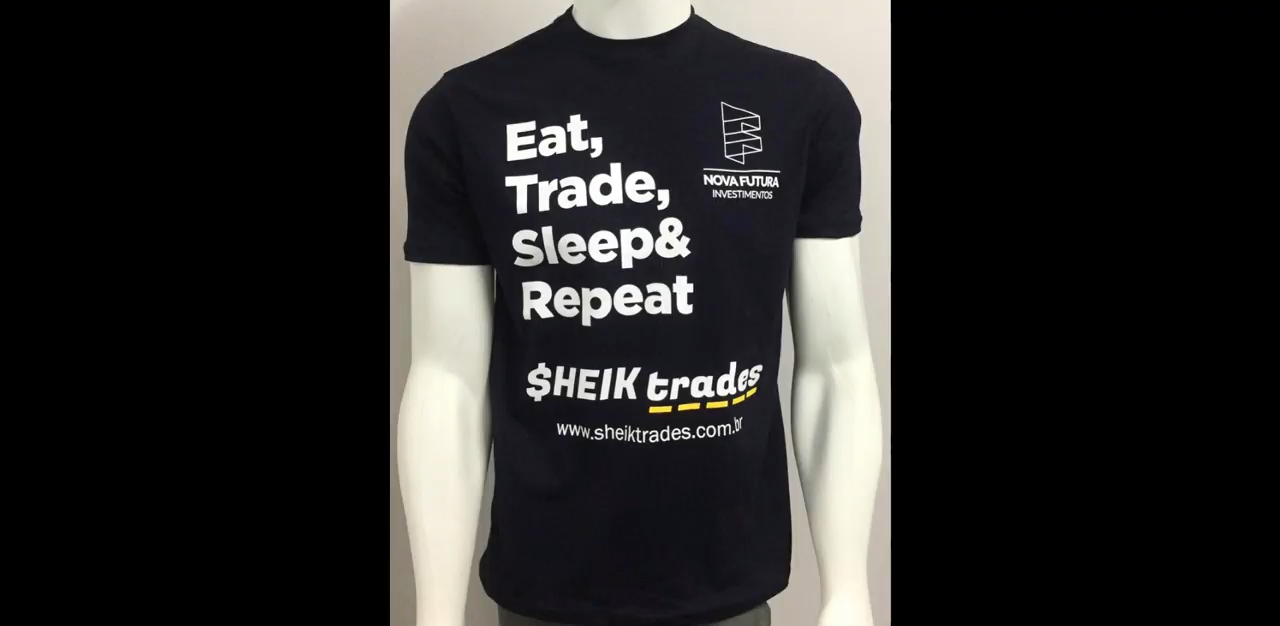 Eat,
Trade,
Sleep&
Repeat
NOVA FUTURA
INVESTIMENTOS
$HEIK trades
www.sheiktrades.com.br